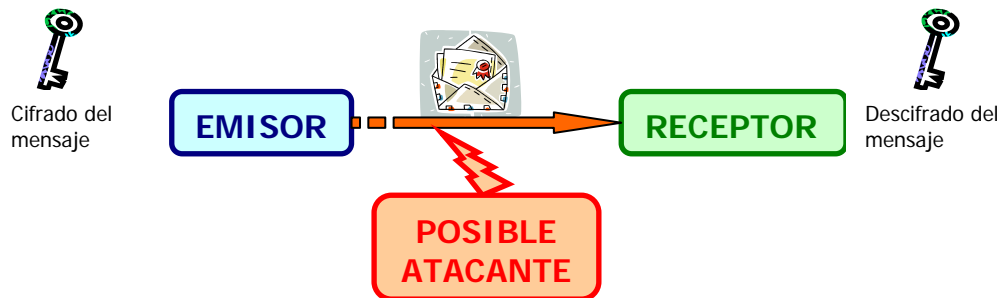 Cifrado del
mensaje
EMISOR
RECEPTOR
Descifrado del
mensaje
POSIBLE
ATACANTE